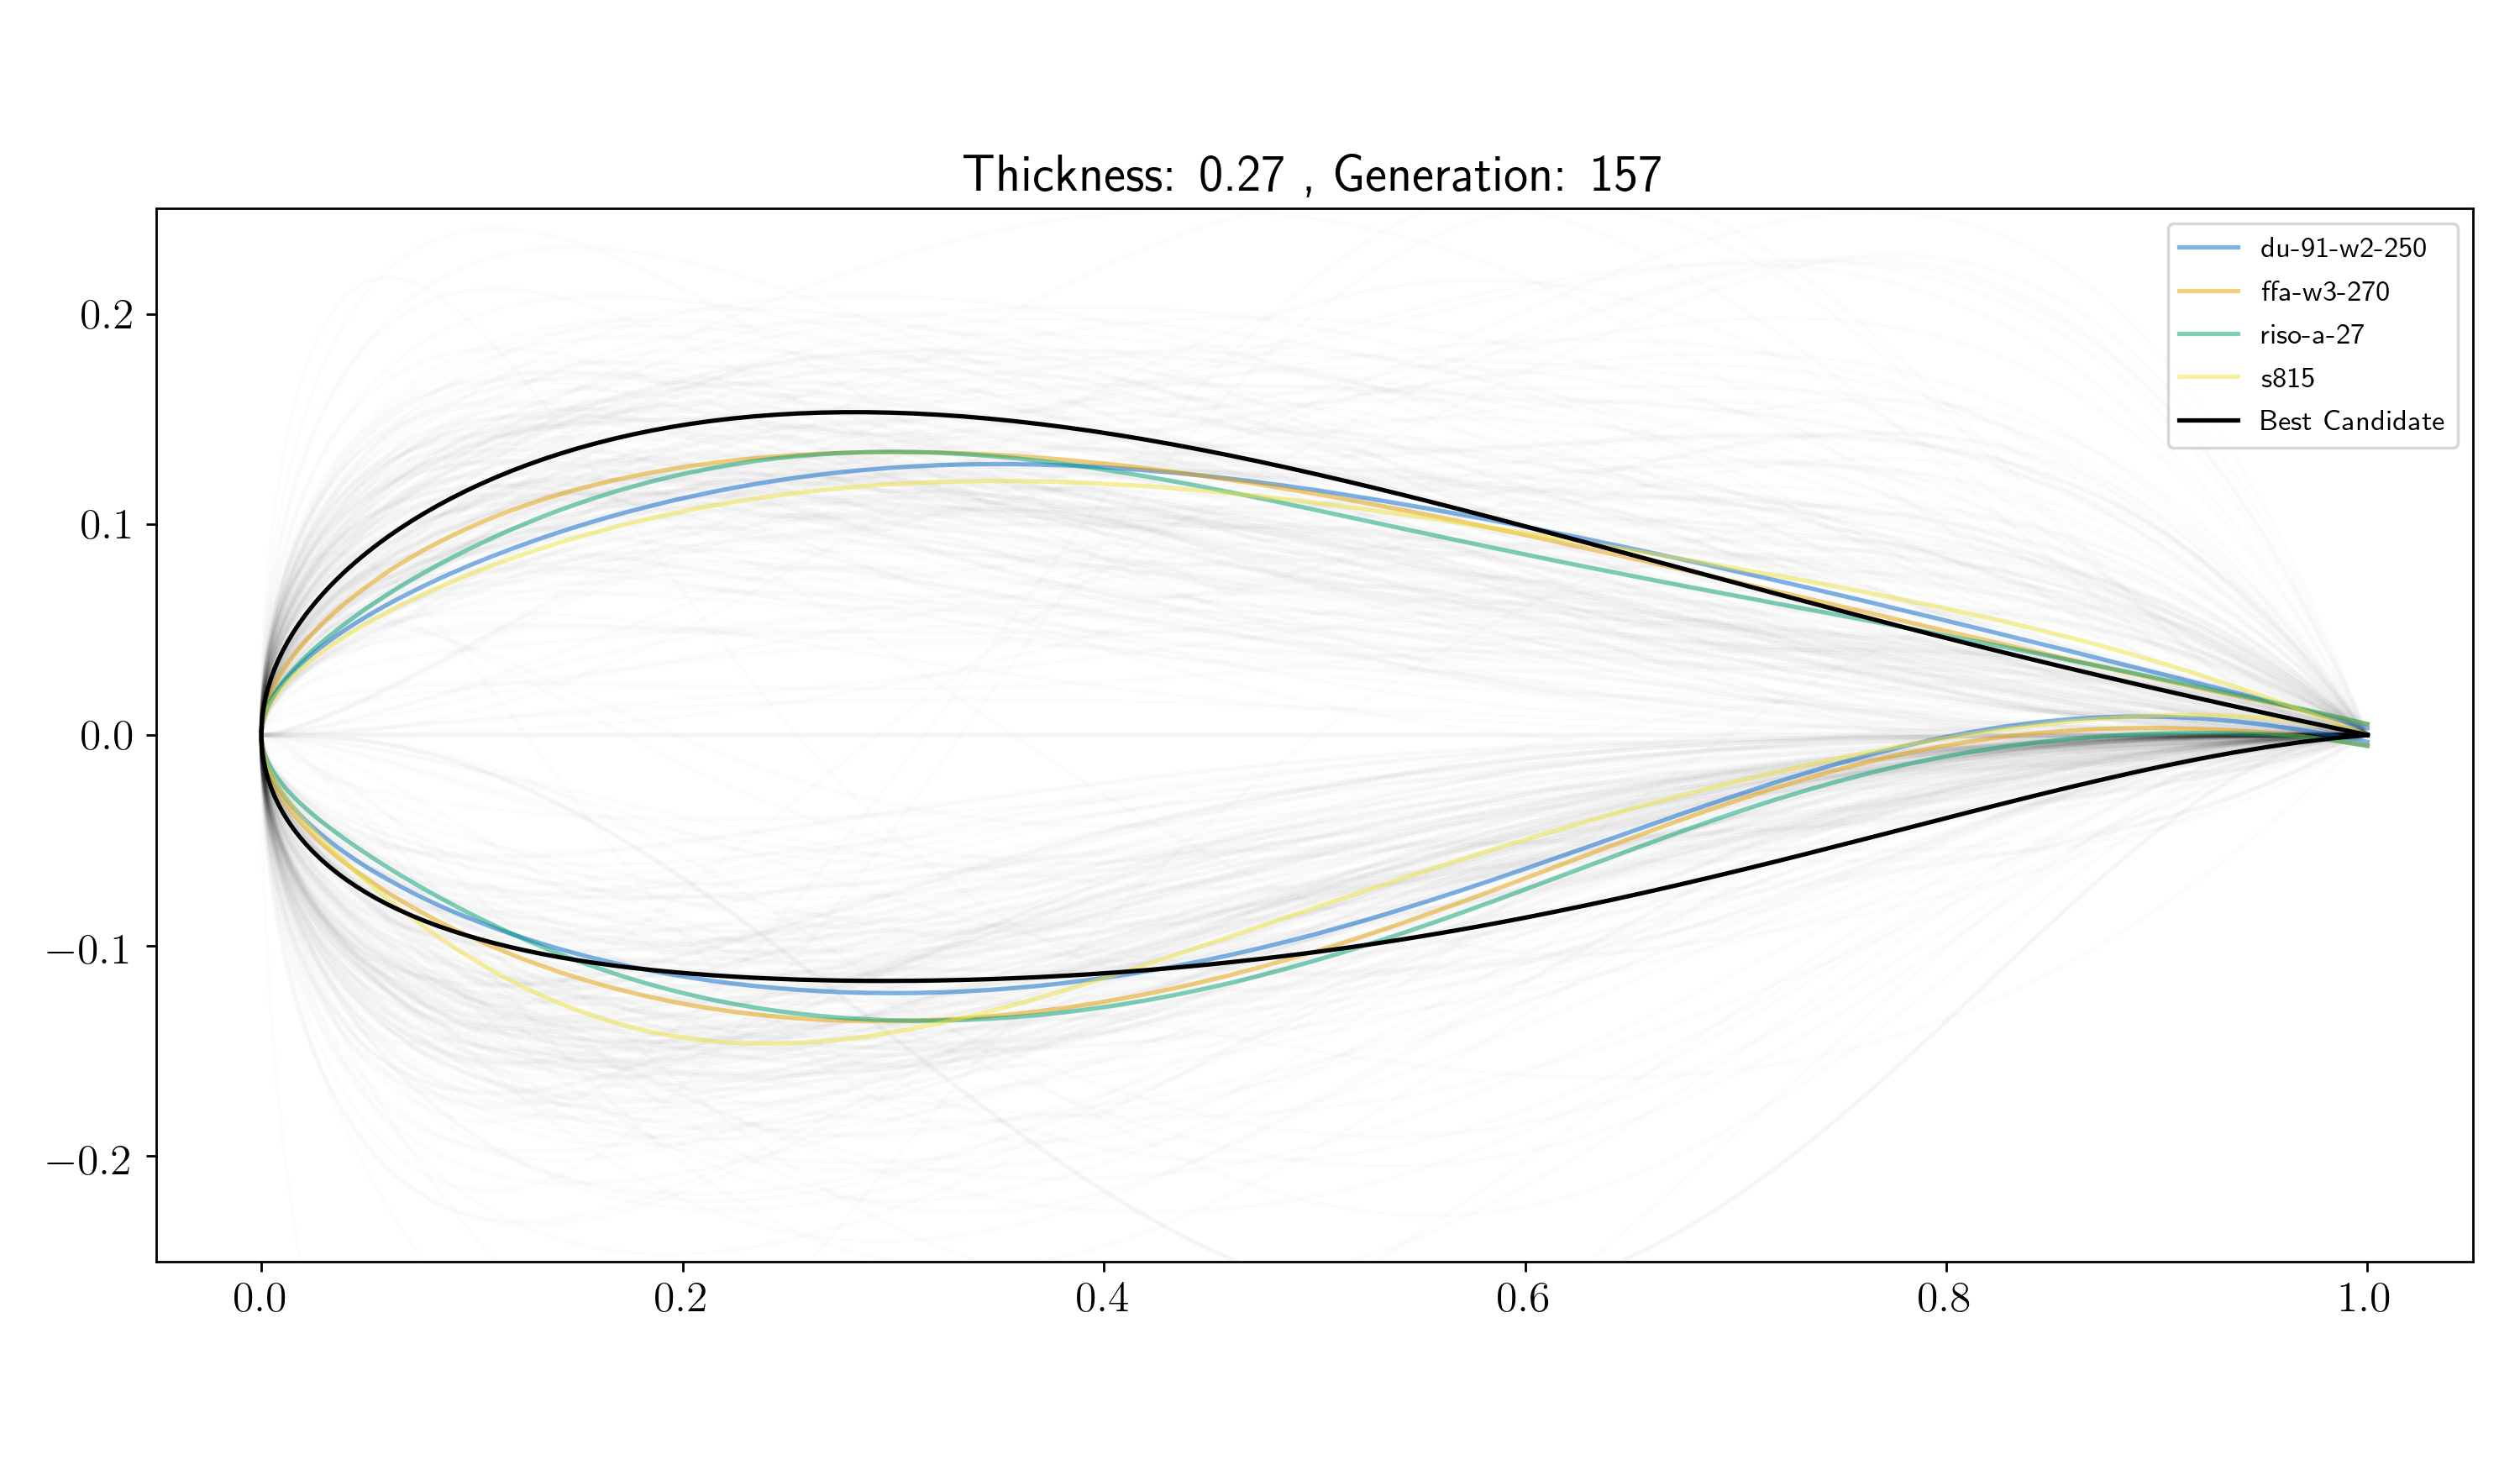 Thickness: 0.27 , Generation: 157
du-91-w2-250
ffa-w3-270
riso-a-27
s815
Best Candidate
0.2
0.1
0.0
−0.1
−0.2
0.0 0.2 0.4 0.6 0.8 1.0